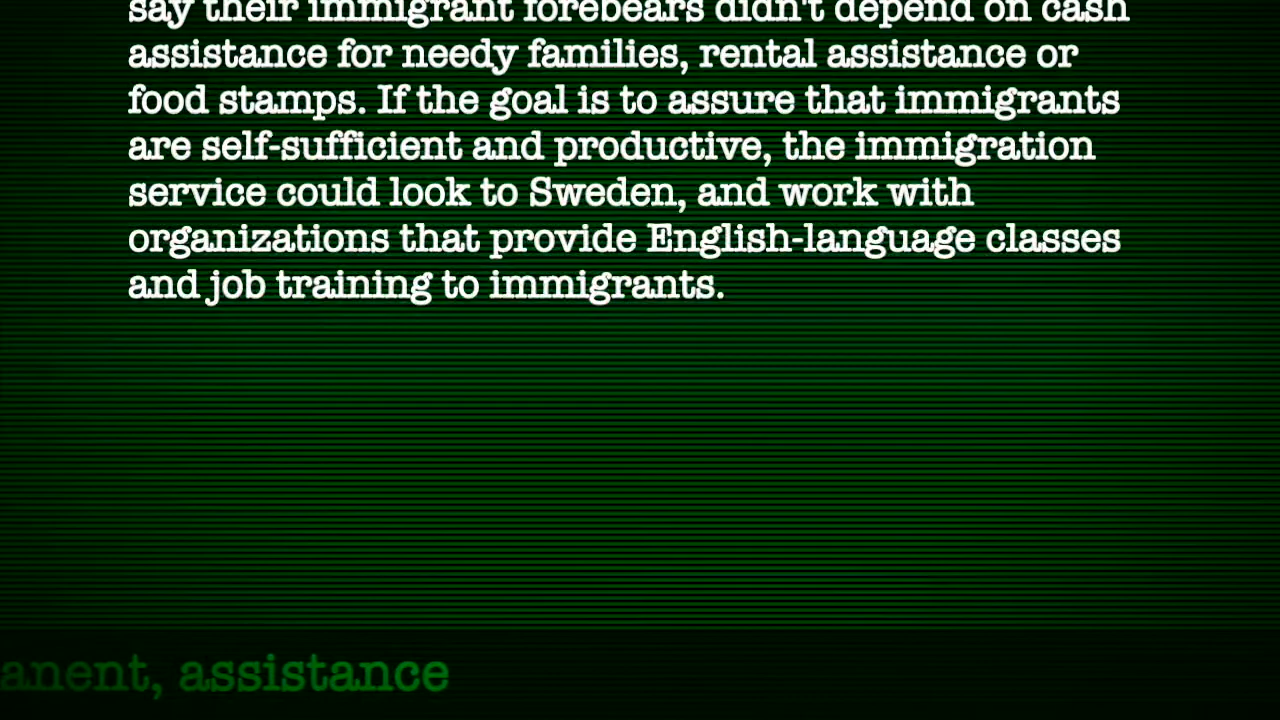 say their immigrant forebears didn't depend on cash
assistance for needy families, rental assistance or
food stamps. If the goal is to assure that immigrants
are self-sufficient and productive, the immigration
service could look to Sweden, and work with
organizations that provide English-language classes
and job training to immigrants.
anent, assistance